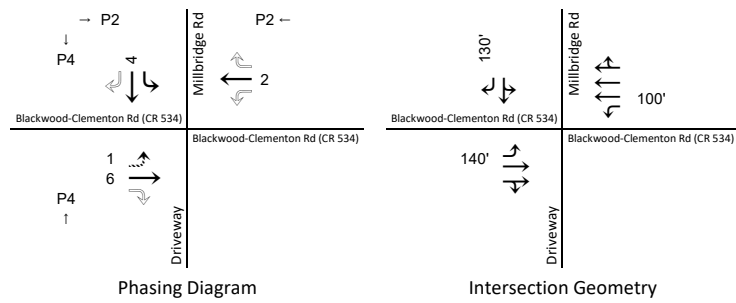 → P2
P2 ←
↓
P4
4
Millbridge Rd
2
Blackwood-Clementon Rd (CR 534)
Blackwood-Clementon Rd (CR 534)
1
6
P4
↑
Driveway
Phasing Diagram
130'
Millbridge Rd
100'
Blackwood-Clementon Rd (CR 534)
Blackwood-Clementon Rd (CR 534)
140'
Driveway
Intersection Geometry